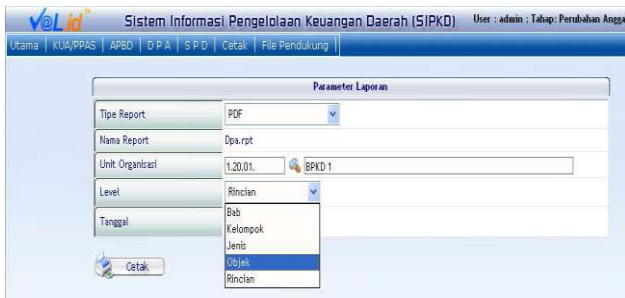 V@Lid
Sistem Informasi Pengelolaan Keuangan Daerah (SIPKD)
User : admin ; Tahap: Perubahan Angga
Utama | KUA/PPAS | APBD | D P A | S P D | Cetak | File Pendukung |
Parameter Laporan
Tipe Report PDF
Nama Report Dpa.rpt
Unit Organisasi 1.20.01. BPKD 1
Level Rincian
Tanggal
Bab
Kelompok
Jenis
Objek
Rincian
Cetak